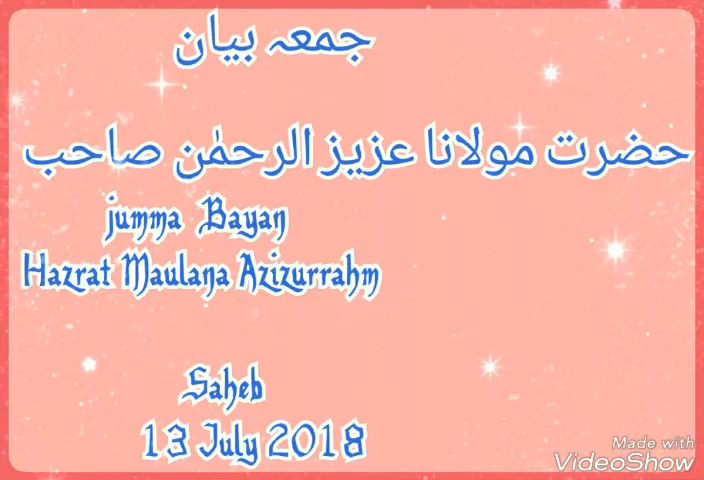 جمعہ بیان
حضرت مولانا عزیز الرحمٰن صاحب
jumma Bayan
Hazrat Maulana Azizurrahm
Saheb
13 July 2018
Made with
VideoShow